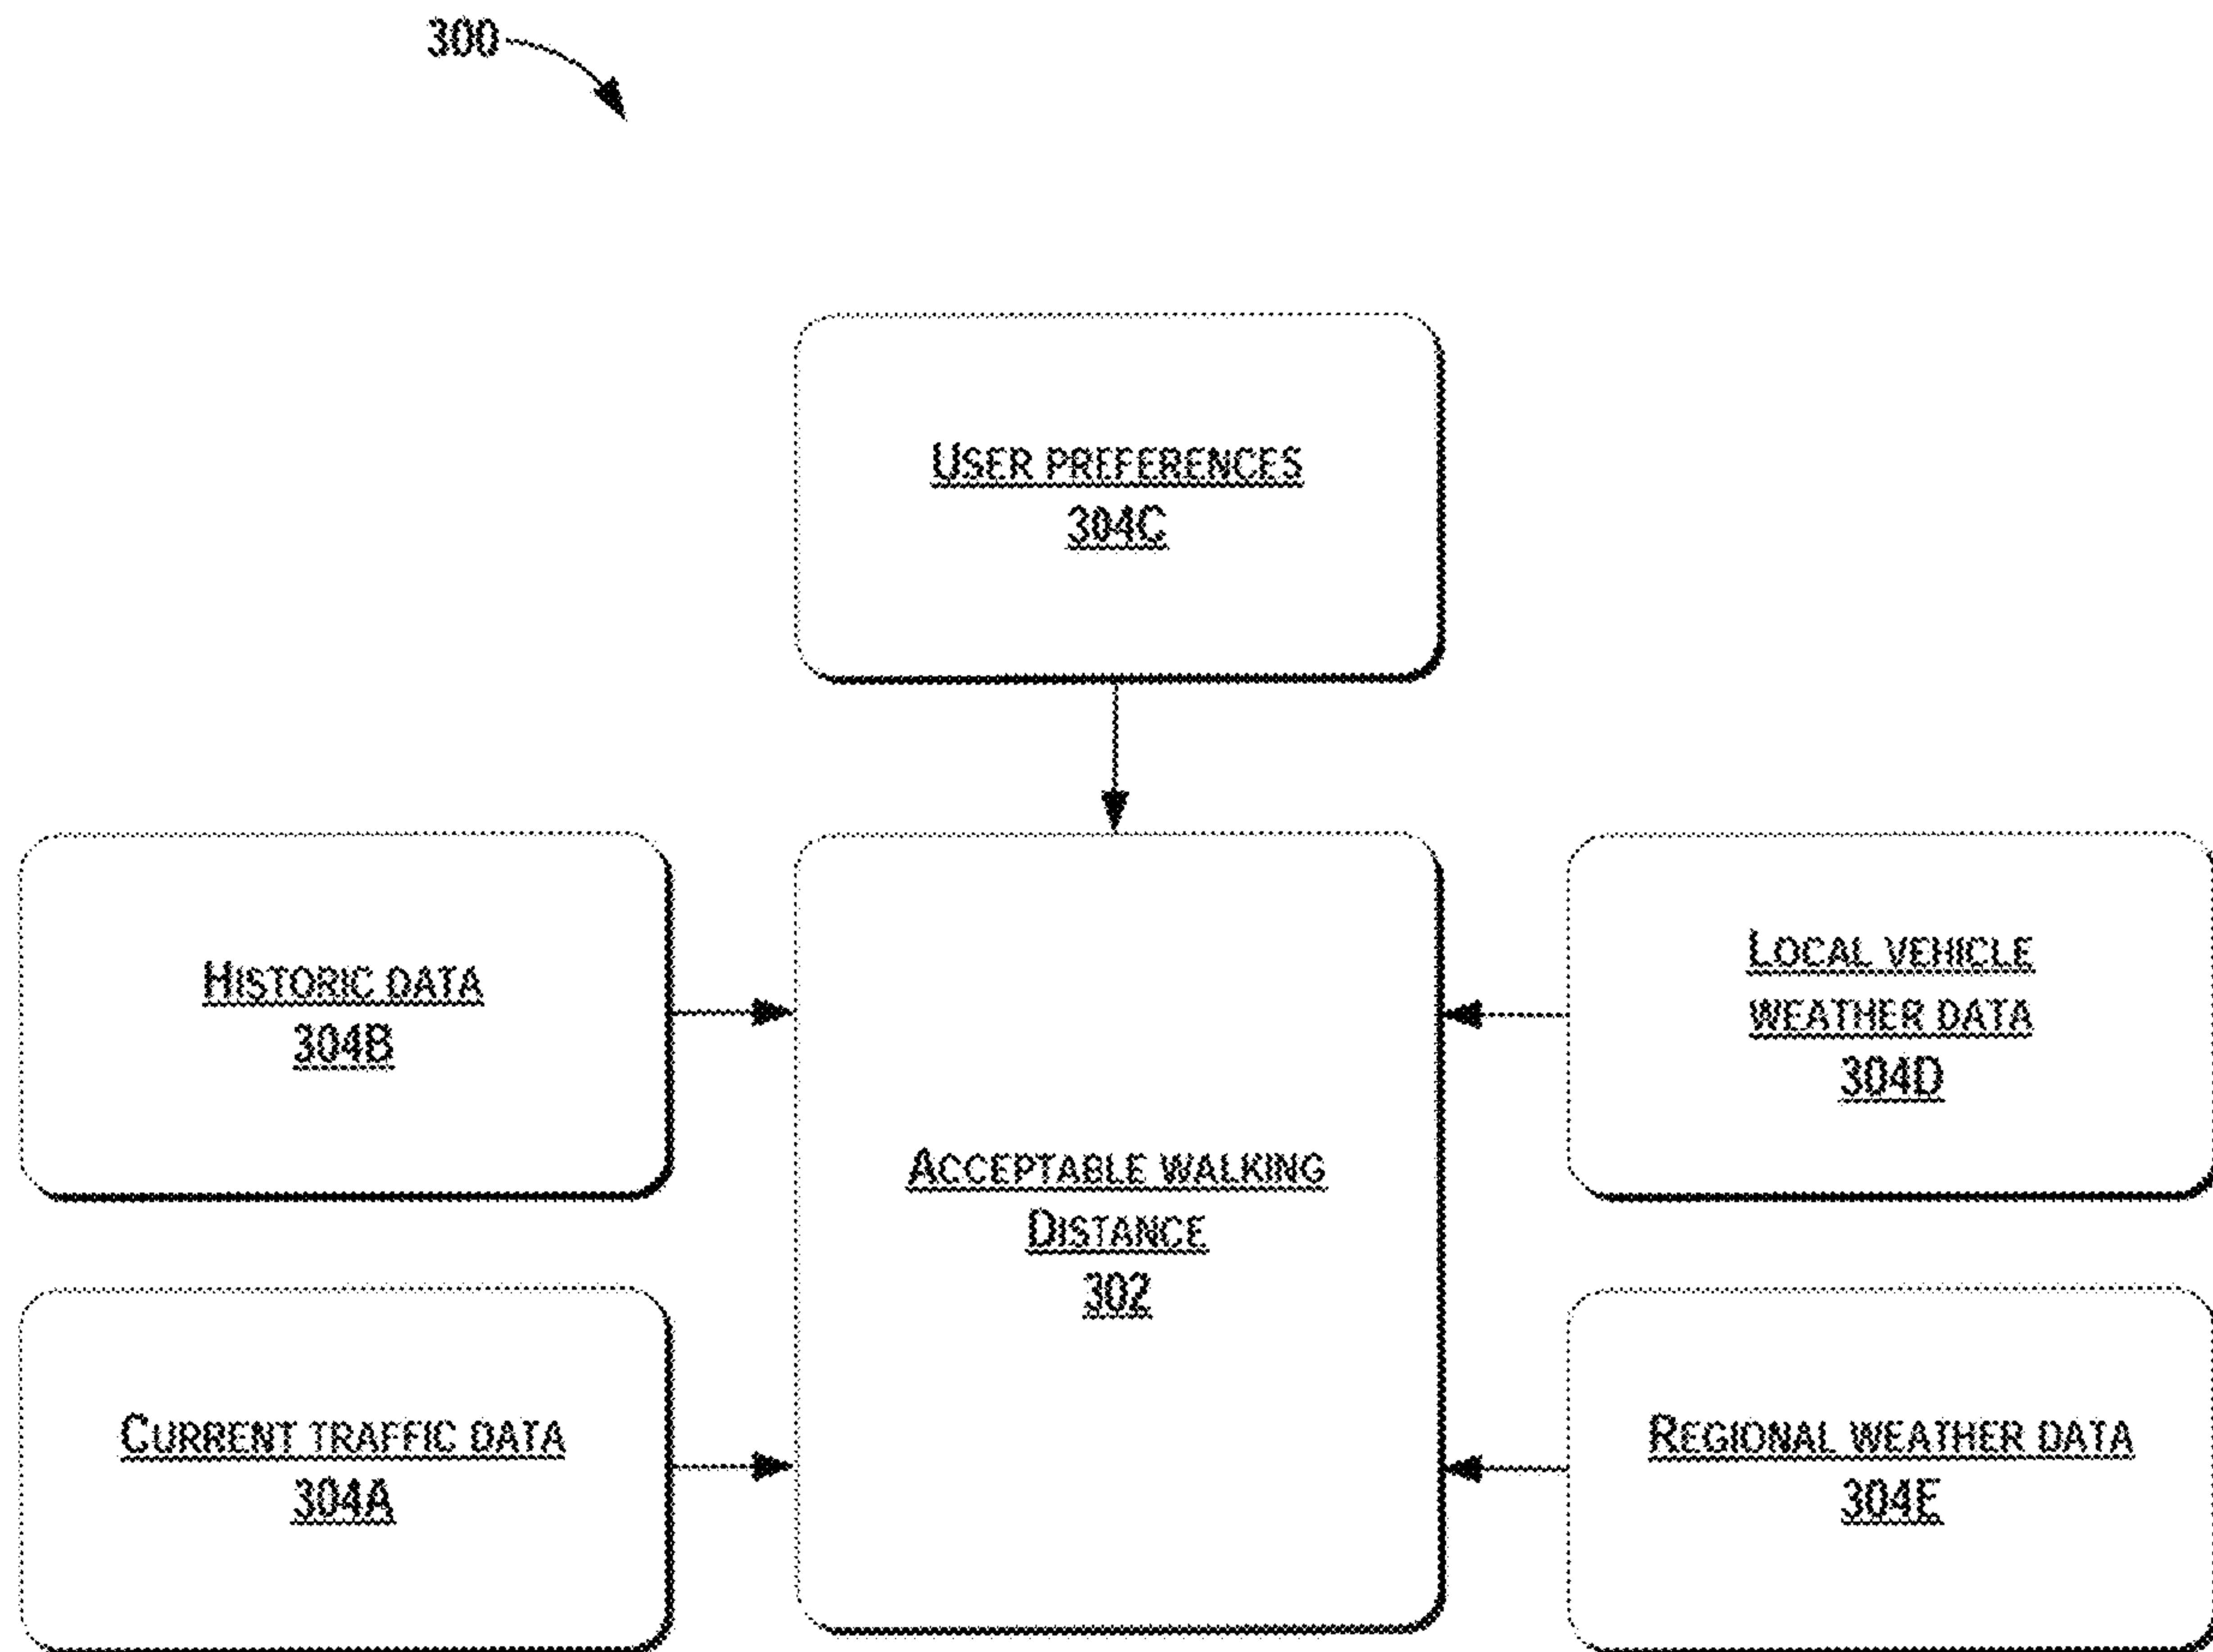 300
USER PREFERENCES
304C
HISTORIC DATA
304B
LOCAL VEHICLE
WEATHER DATA
304D
ACCEPTABLE WALKING
DISTANCE
302
CURRENT TRAFFIC DATA
304A
REGIONAL WEATHER DATA
304E